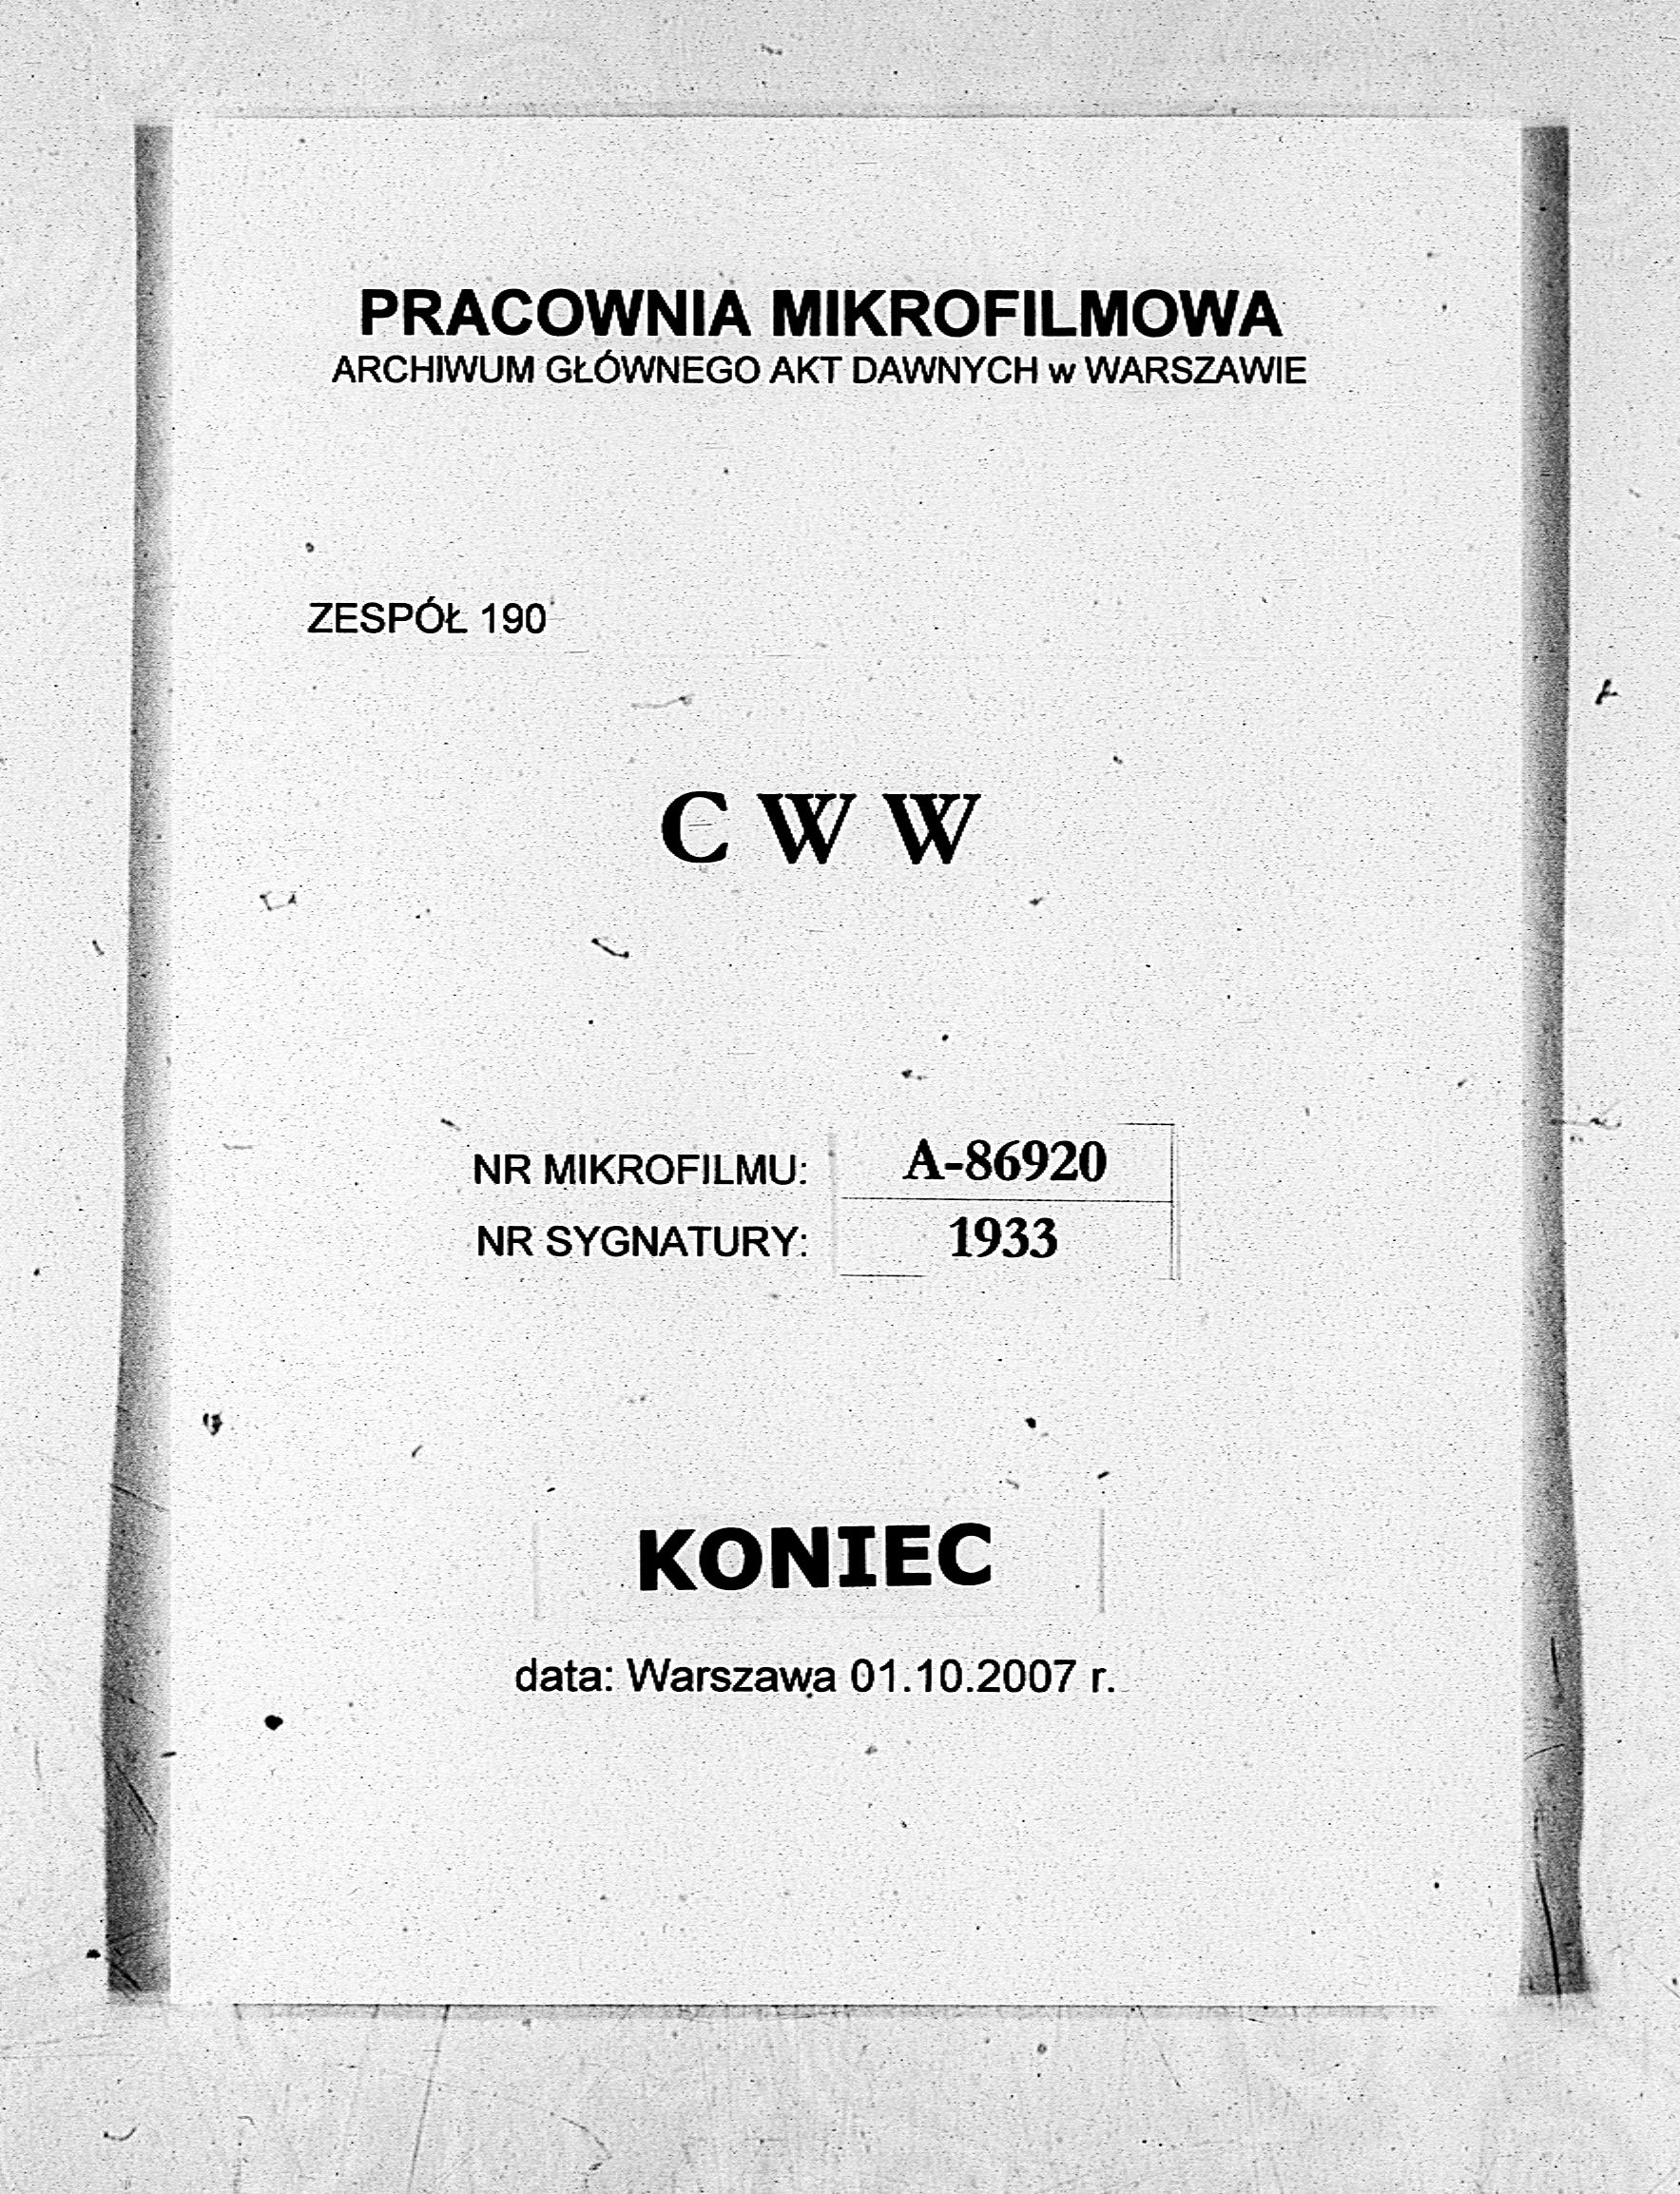 PRACOWNIA MIKROFILMOWA
ARCHIWUM GŁÓWNEGO AKT DAWNYCH w WARSZAWIE
ZESPÓŁ 190
C W W
NR MIKROFILMU: A-86920
NR SYGNATURY: 1933
KONIEC
data: Warszawa 01.10.2007 r.